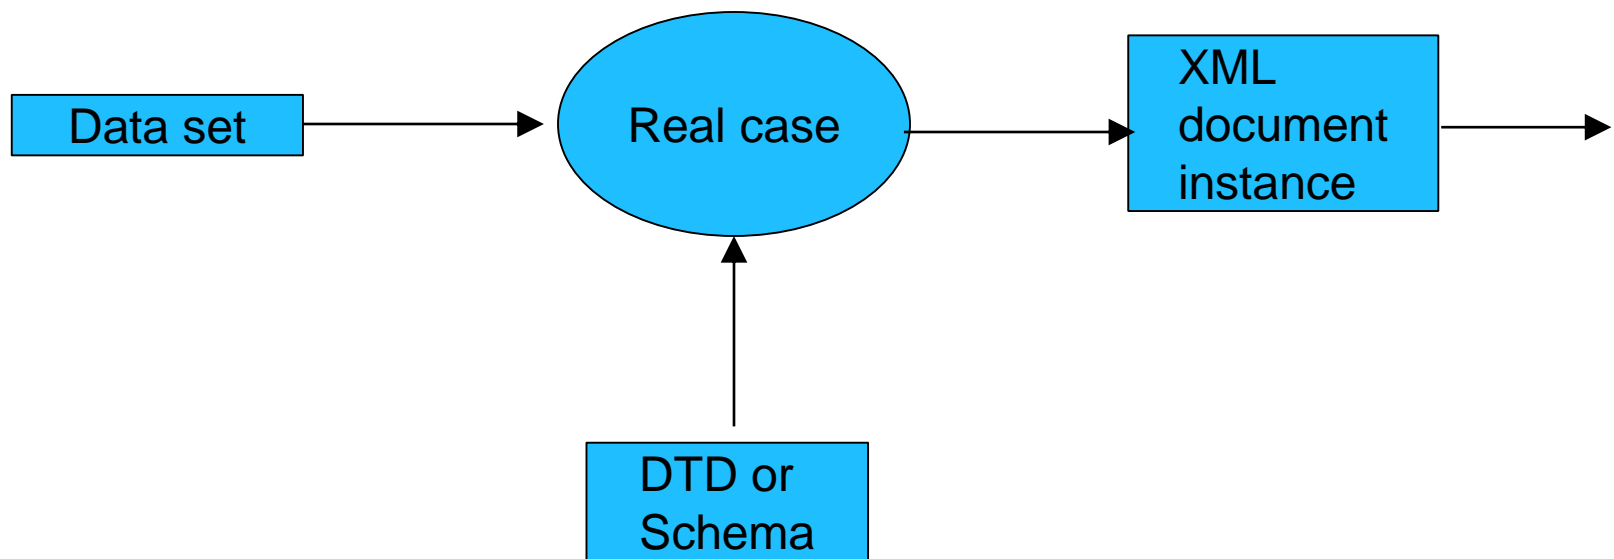 Data set
Real case
XML
document
instance
DTD or
Schema